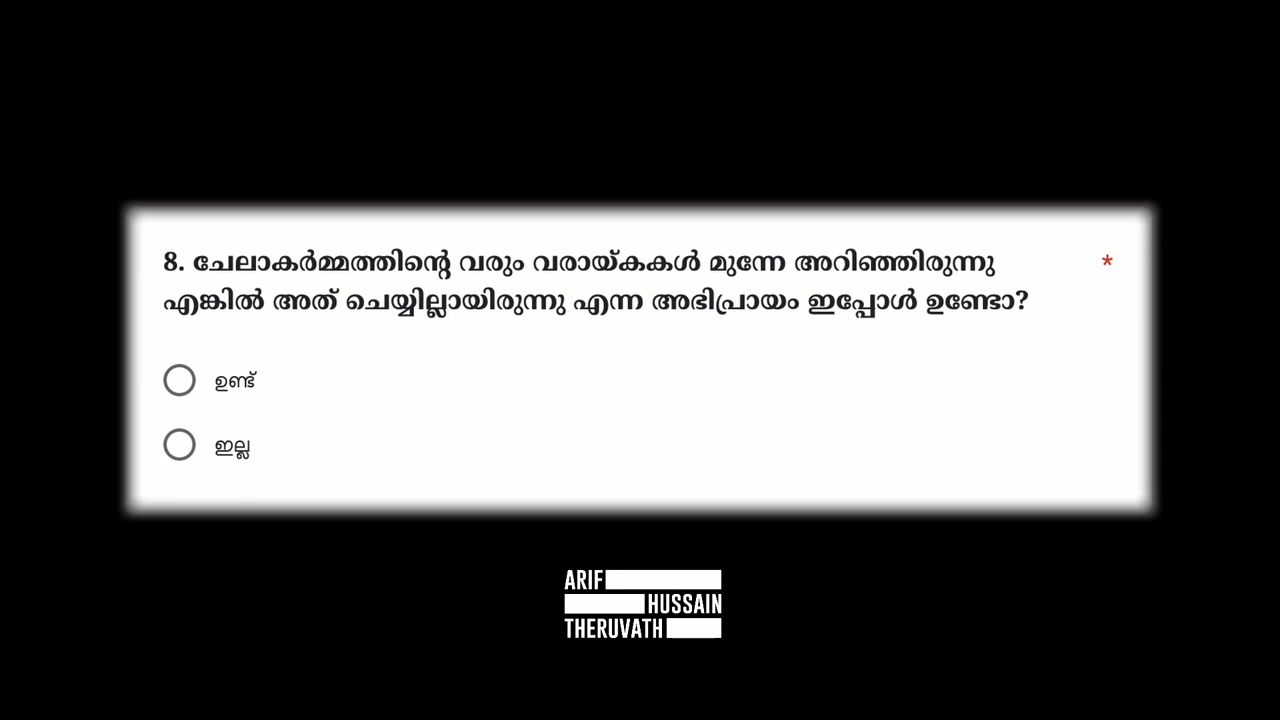 8. ചേലാകർമ്മത്തിന്റെ വരും വരായ്കകൾ മുന്നേ അറിഞ്ഞിരുന്നു *
എങ്കിൽ അത് ചെയ്യില്ലായിരുന്നു എന്ന അഭിപ്രായം ഇപ്പോൾ ഉണ്ടോ?
ഉണ്ട്
ഇല്ല
ARIF
HUSSAIN
THERUVATH